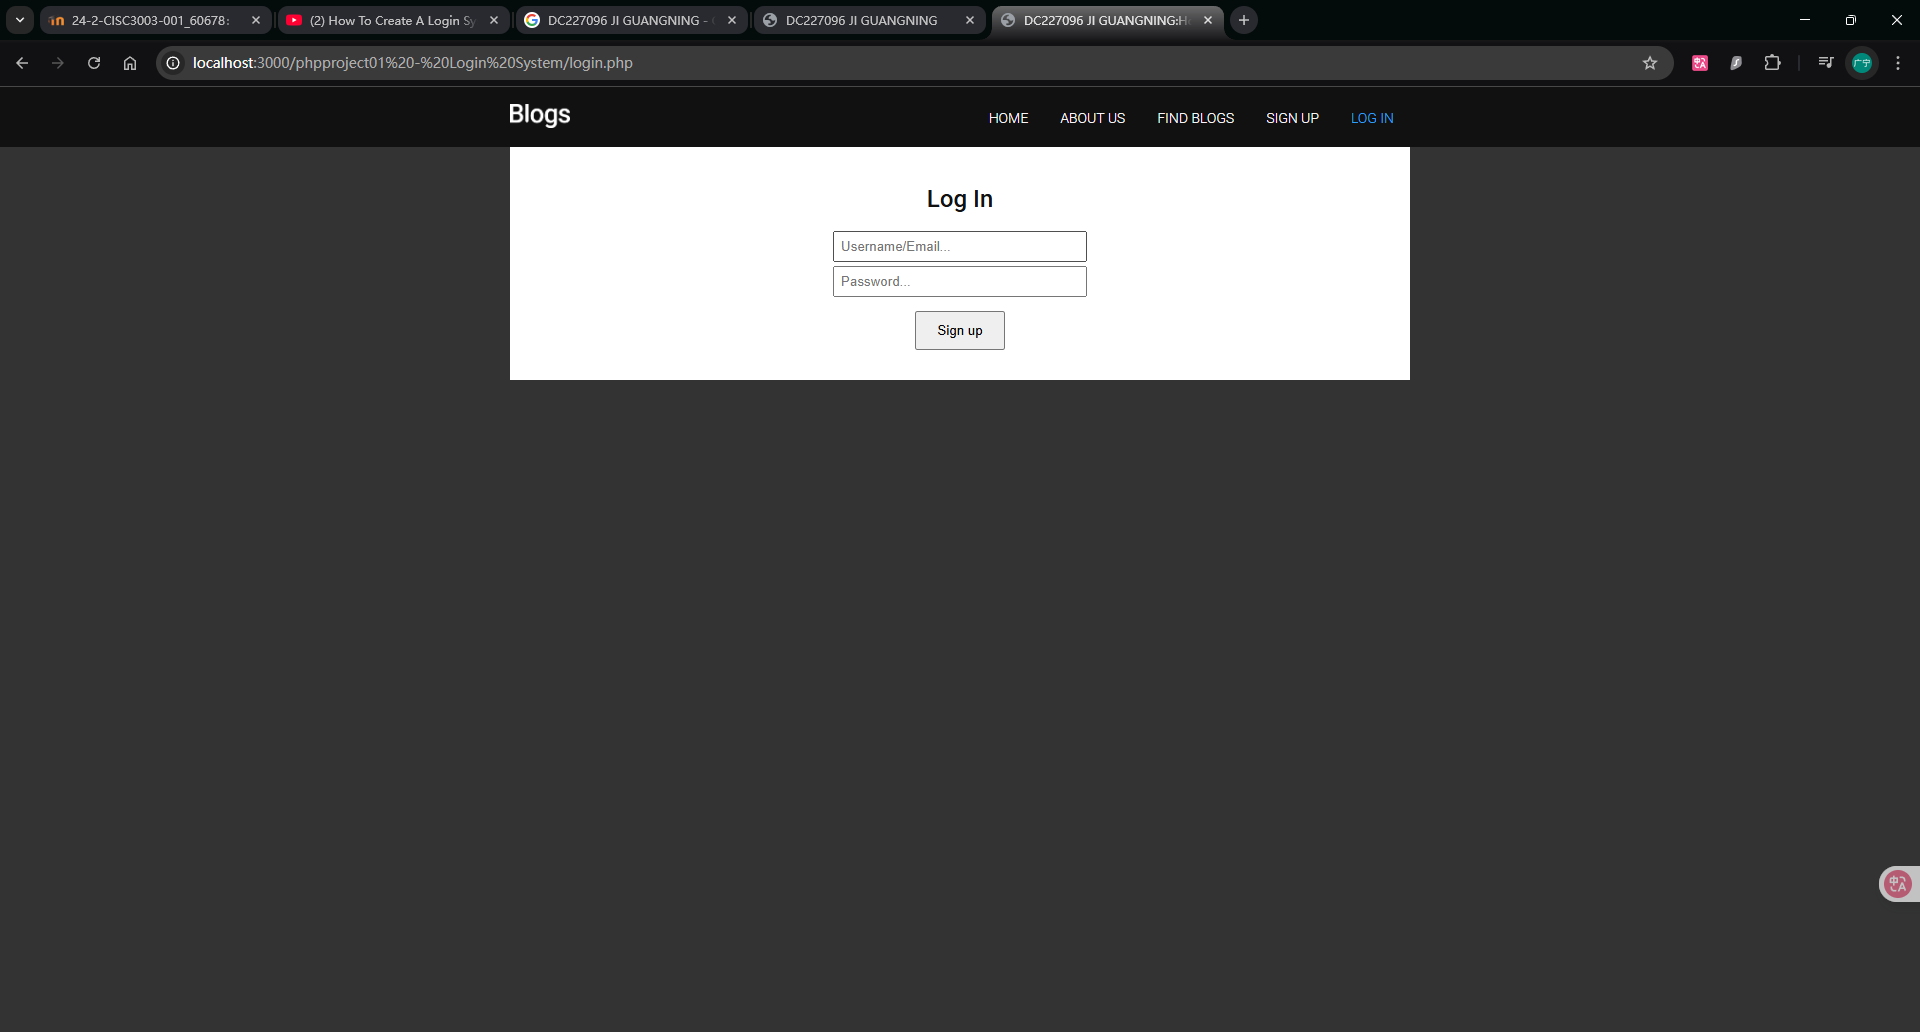 24-2-CISC3003-001_60678:
(2) How To Create A Login Sy
DC227096 JI GUANGNING -
DC227096 JI GUANGNING
DC227096 JI GUANGNING:H
localhost:3000/phpproject01%20-%20Login%20System/login.php
广宁
Blogs
HOME
ABOUT US
FIND BLOGS
SIGN UP
LOG IN
Log In
Username/Email...
Password...
Sign up